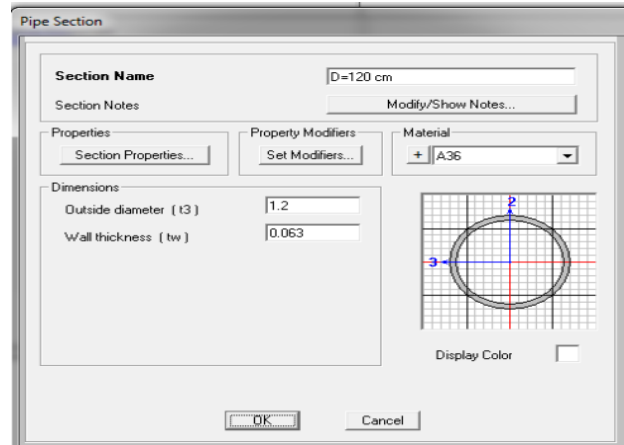 Pipe Section
Section Name D=120 cm
Section Notes Modify/Show Notes...
Properties Property Modifiers Material
Section Properties... Set Modifiers... + A36
Dimensions
Outside diameter ( t3 ) 1.2
Wall thickness ( tw ) 0.063
2
3
Display Color
OK Cancel